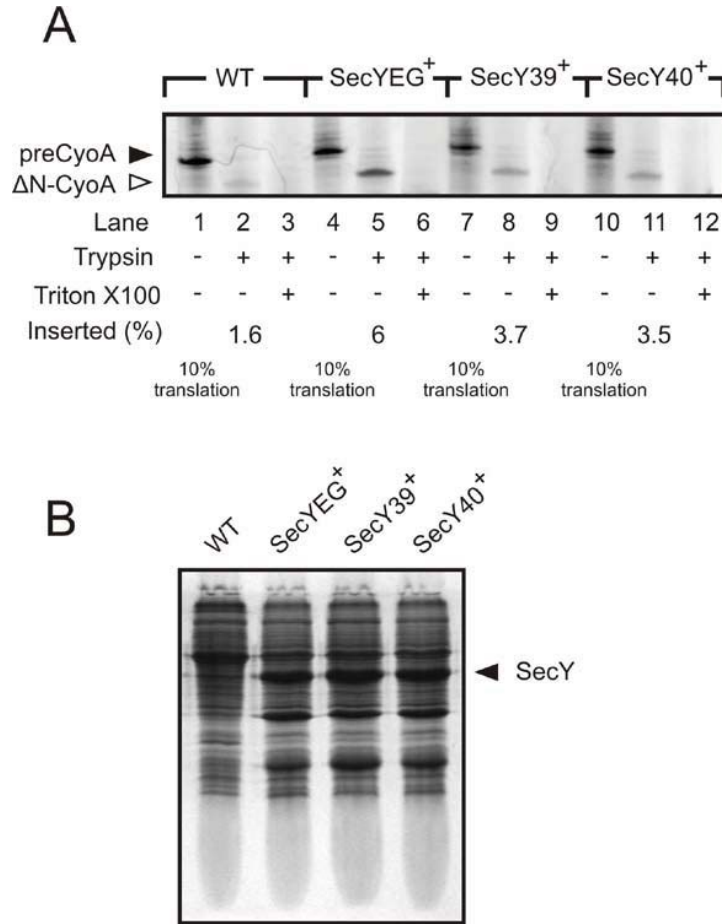 A
WT SecYEG+ SecY39+ SecY40+
preCyoA
ΔN-CyoA
Lane 1 2 3 4 5 6 7 8 9 10 11 12
Trypsin - + + - + + - + + - + +
Triton X100 - - + - - + - - + - - +
Inserted (%) 1.6 6 3.7 3.5
10% 10% 10% 10%
translation translation translation translation
B
WT SecYEG+ SecY39+ SecY40+
SecY